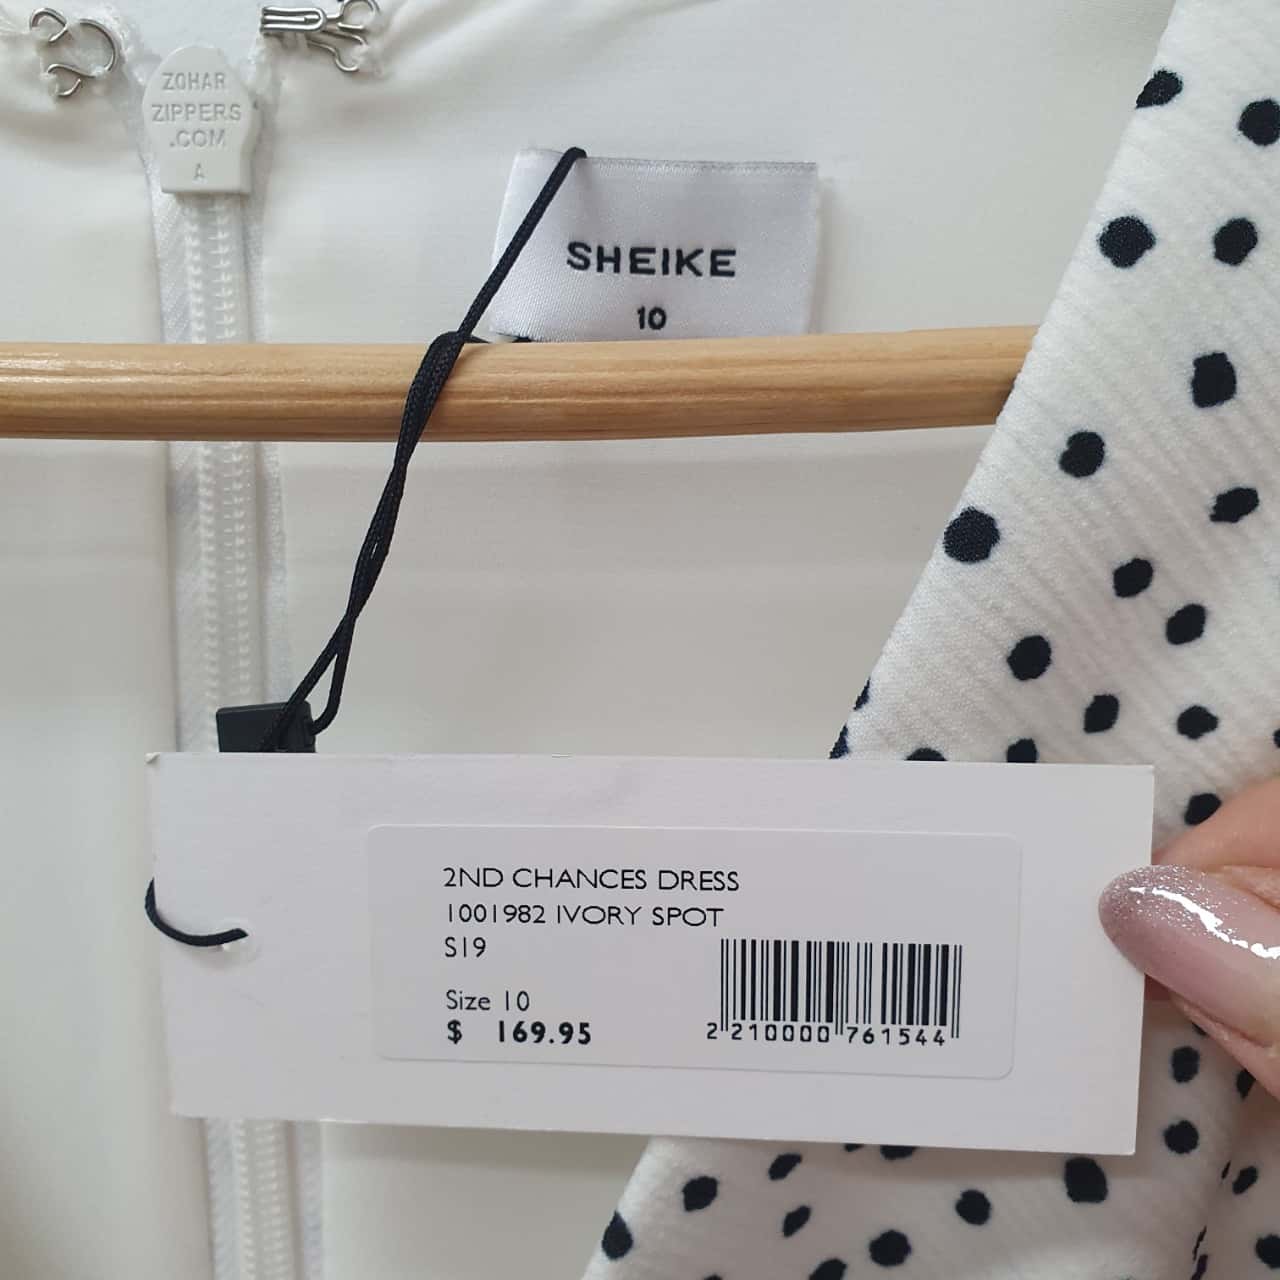 ZOHAR
ZIPPERS
.COM
A
SHEIKE
10
2ND CHANCES DRESS
1001982 IVORY SPOT
S19
Size 10
$ 169.95
2 210000 761544